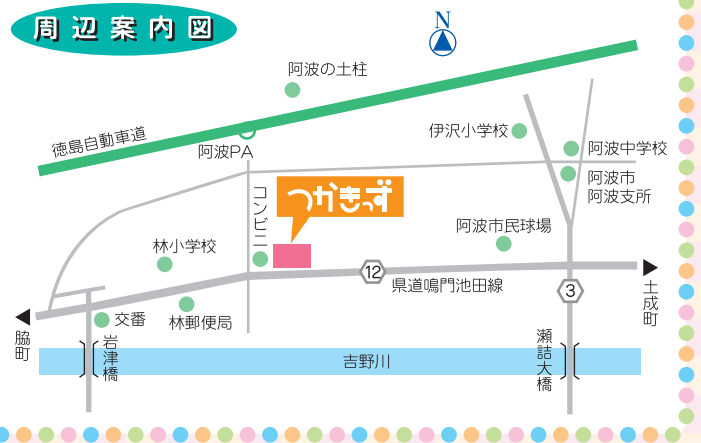 周辺案内図
N
阿波の土柱
徳島自動車道
阿波PA
伊沢小学校
阿波中学校
阿波市
阿波支所
コンビニ
つかきっず
阿波市民球場
林小学校
12
県道鳴門池田線
土成町
3
脇町
交番
林郵便局
岩津橋
吉野川
瀬詰大橋